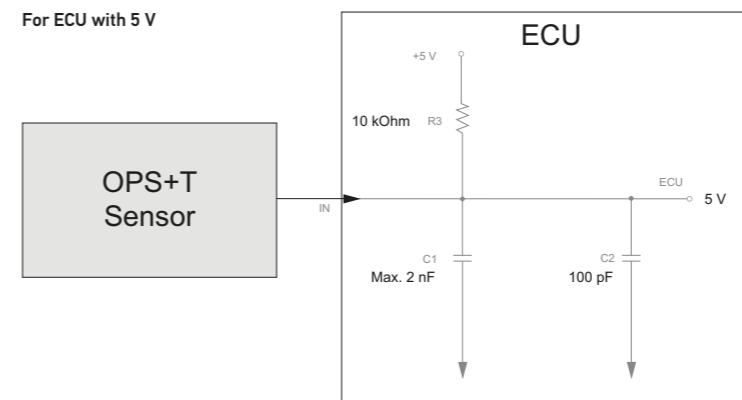 For ECU with 5 V
ECU
+5 V
10 kOhm R3
OPS+T
Sensor
IN
ECU
5 V
C1
Max. 2 nF
C2
100 pF